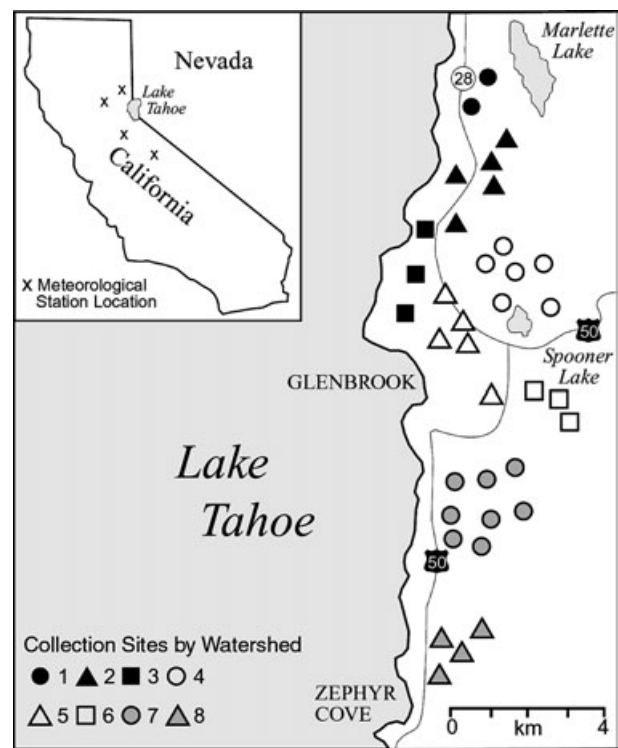 Nevada
Lake
Tahoe
California
X Meteorological
Station Location
Marlette
Lake
28
50
Spooner
Lake
GLENBROOK
Lake
Tahoe
50
Collection Sites by Watershed
1 2 3 4
5 6 7 8
ZEPHYR
COVE
0 km 4